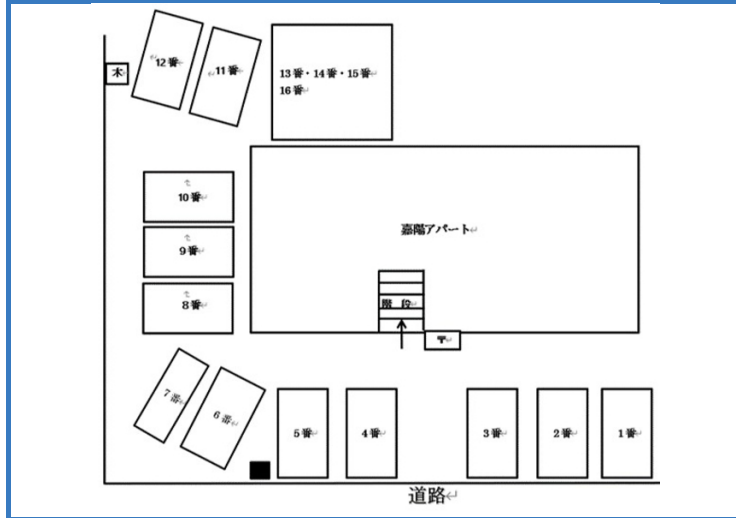 12番
11番
13番・14番・15番
16番
木
10番
9番
8番
嘉陽アパート
階 段
〒
7番
6番
5番
4番
3番
2番
1番
道路